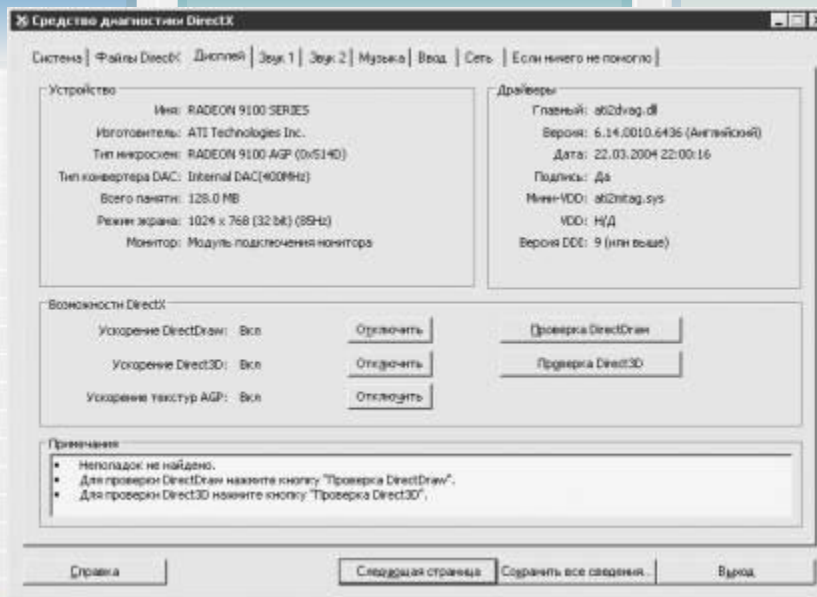 Средство диагностики DirectX
Система Файлы DirectX Дисплей Звук 1 Звук 2 Музыка Ввод Сеть Если ничего не помогло
Устройство
Имя: RADEON 9100 SERIES
Изготовитель: ATI Technologies Inc.
Тип микросхем: RADEON 9100 AGP (0x514D)
Тип конвертера DAC: Internal DAC(400MHz)
Всего памяти: 128.0 MB
Режим экрана: 1024 x 768 (32 bit) (85Hz)
Монитор: Модуль подключения монитора
Драйверы
Главный: ati2dvag.dll
Версия: 6.14.0010.6436 (Английский)
Дата: 22.03.2004 22:00:16
Подпись: Да
Мини-VDD: ati2mtag.sys
VDD: Н/Д
Версия DDI: 9 (или выше)
Возможности DirectX
Ускорение DirectDraw: Вкл Отключить Проверка DirectDraw
Ускорение Direct3D: Вкл Отключить Проверка Direct3D
Ускорение текстур AGP: Вкл Отключить
Примечания
• Неполадок не найдено.
• Для проверки DirectDraw нажмите кнопку "Проверка DirectDraw".
• Для проверки Direct3D нажмите кнопку "Проверка Direct3D".
Справка Следующая страница Сохранить все сведения... Выход